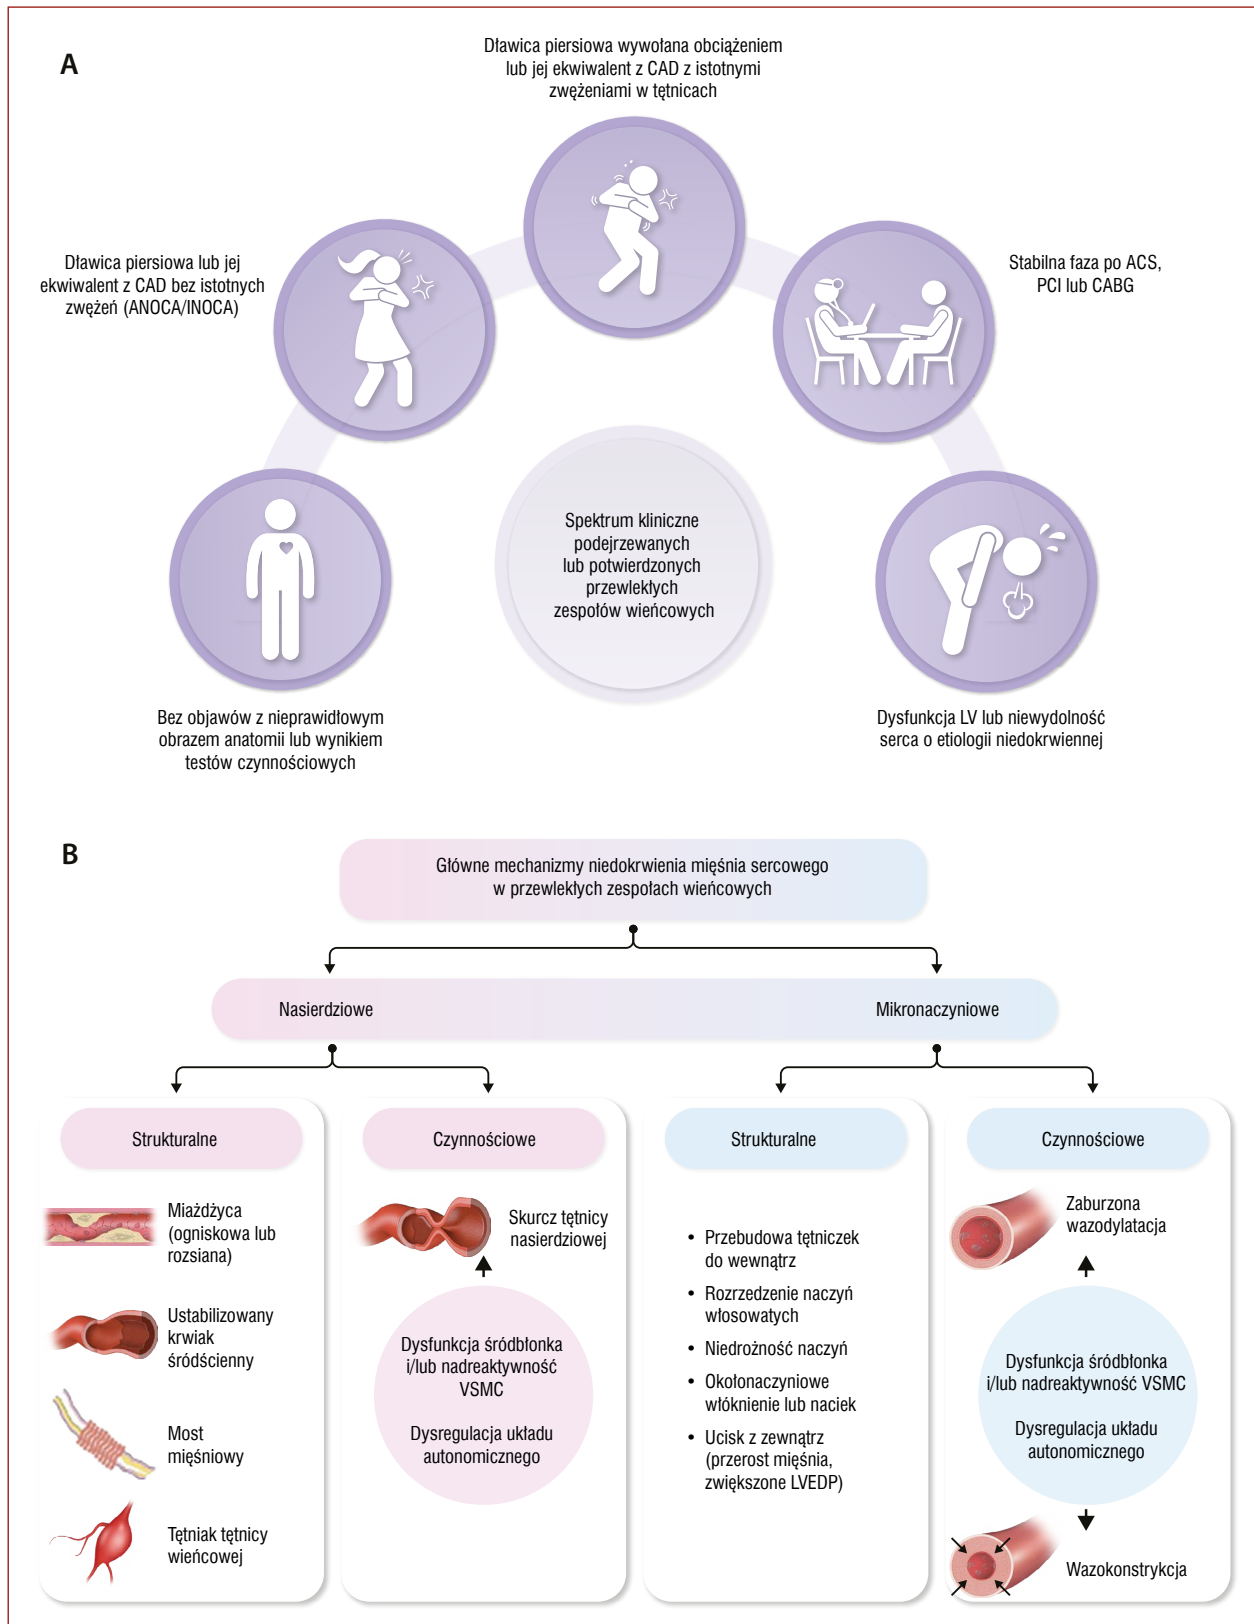 A
Dławica piersiowa wywołana obciążeniem
lub jej ekwiwalent z CAD z istotnymi
zwężeniami w tętnicach
Dławica piersiowa lub jej
ekwiwalent z CAD bez istotnych
zwężeń (ANOCA/INOCA)
Stabilna faza po ACS,
PCI lub CABG
Spektrum kliniczne
podejrzewanych
lub potwierdzonych
przewlekłych
zespołów wieńcowych
Bez objawów z nieprawidłowym
obrazem anatomii lub wynikiem
testów czynnościowych
Dysfunkcja LV lub niewydolność
serca o etiologii niedokrwiennej
B
Główne mechanizmy niedokrwienia mięśnia sercowego
w przewlekłych zespołach wieńcowych
Nasierdziowe
Mikronaczyniowe
Strukturalne
Miażdżyca
(ogniskowa lub
rozsiana)
Ustabilizowany
krwiak
śródścienny
Most
mięśniowy
Tętniak tętnicy
wieńcowej
Czynnościowe
Skurcz tętnicy
nasierdziowej
Dysfunkcja śródbłonka
i/lub nadreaktywność
VSMC
Dysregulacja układu
autonomicznego
Strukturalne
• Przebudowa tętniczek
do wewnątrz
• Rozrzedzenie naczyń
włosowatych
• Niedrożność naczyń
• Okołonaczyniowe
włóknienie lub naciek
• Ucisk z zewnątrz
(przerost mięśnia,
zwiększone LVEDP)
Czynnościowe
Zaburzona
wazodylatacja
Dysfunkcja śródbłonka
i/lub nadreaktywność VSMC
Dysregulacja układu
autonomicznego
Wazokonstrykcja